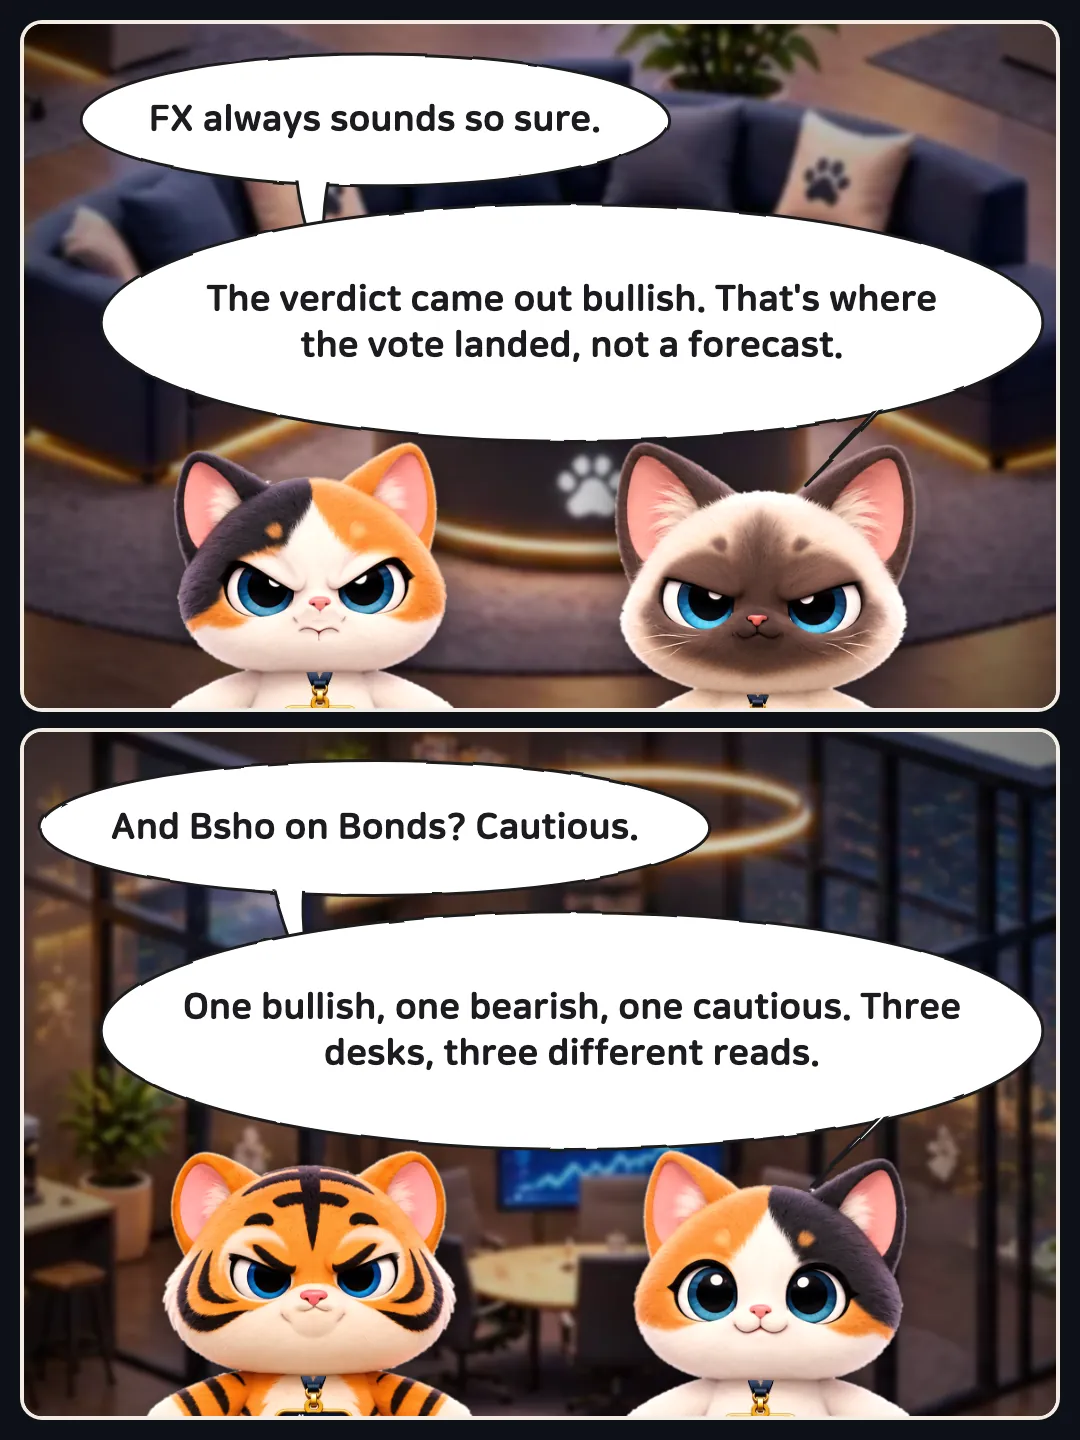 FX always sounds so sure.
The verdict came out bullish. That's where
the vote landed, not a forecast.
And Bsho on Bonds? Cautious.
One bullish, one bearish, one cautious. Three
desks, three different reads.